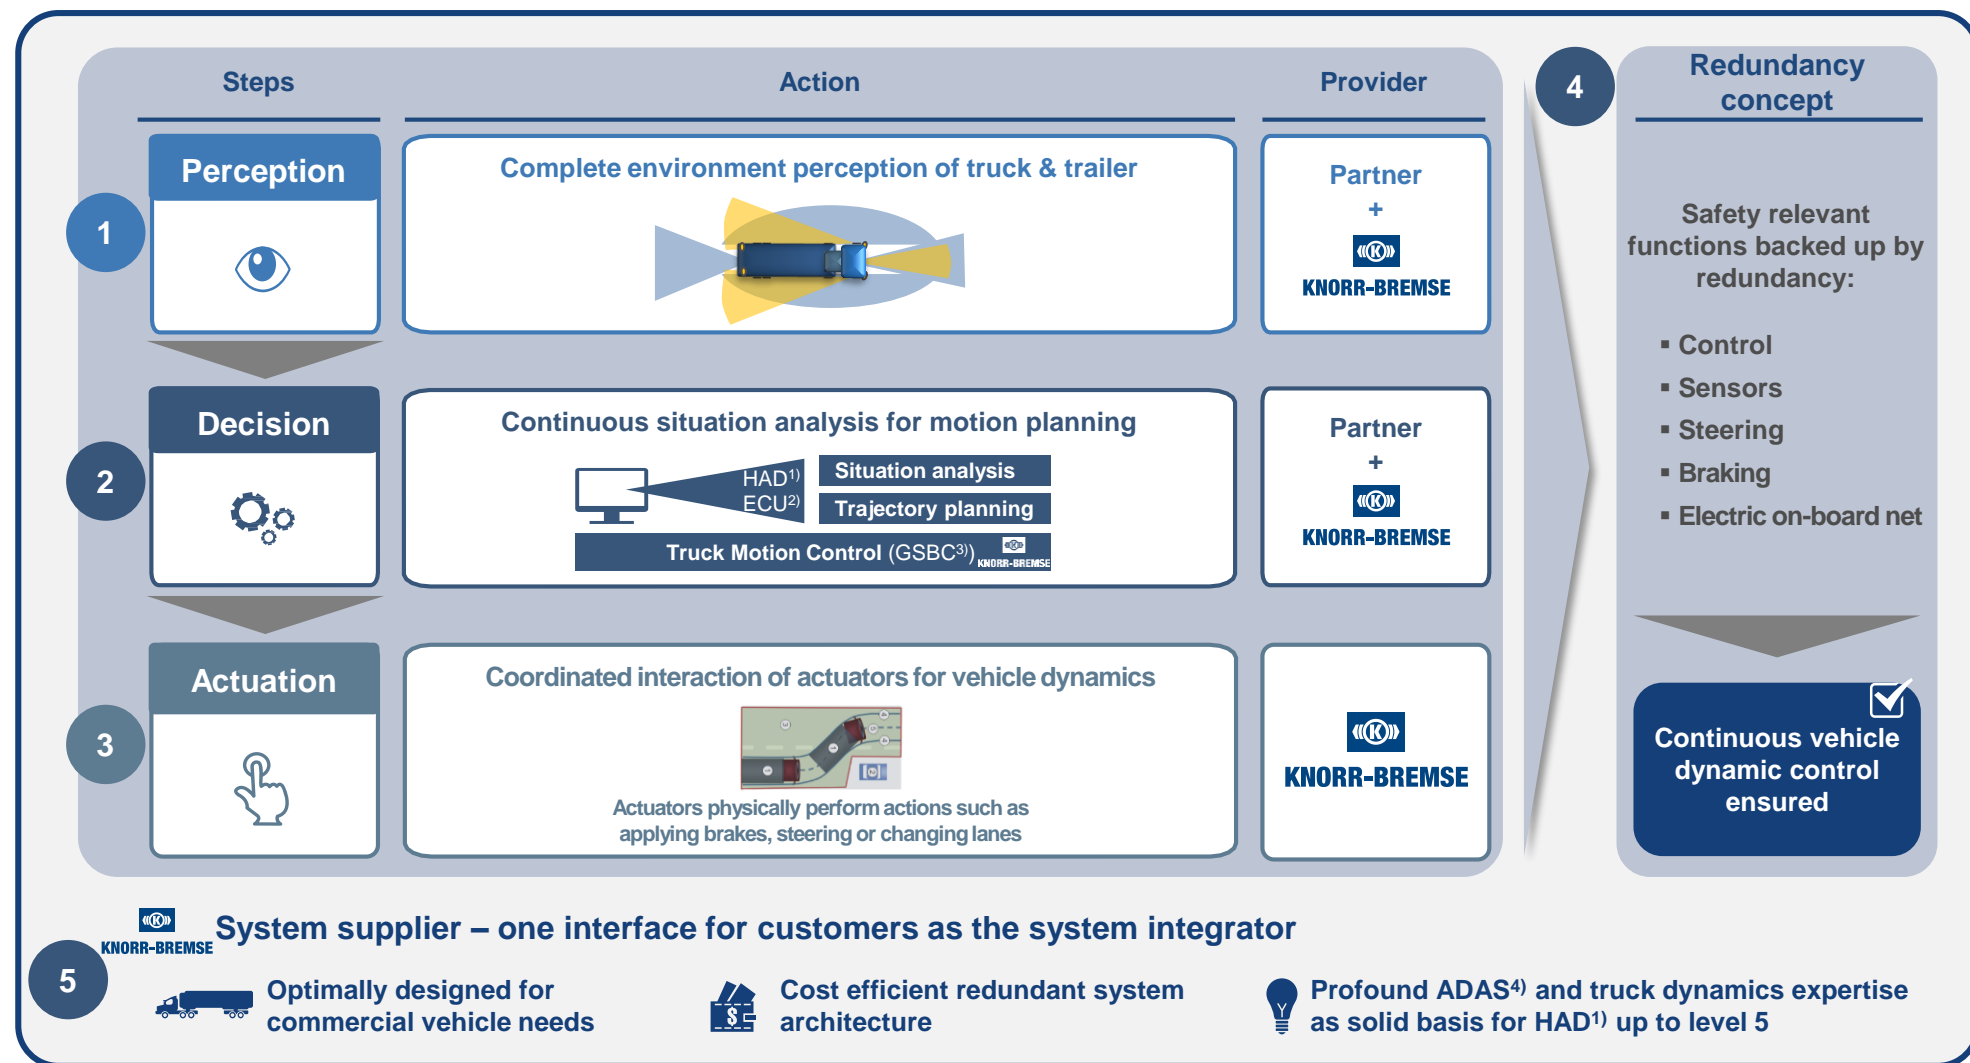 Steps
Action
Provider
1
Perception
Complete environment perception of truck & trailer
Partner
+
((K))
KNORR-BREMSE
2
Decision
Continuous situation analysis for motion planning
HAD1)
ECU2)
Situation analysis
Trajectory planning
Truck Motion Control (GSBC3))
KNORR-BREMSE
Partner
+
((K))
KNORR-BREMSE
3
Actuation
Coordinated interaction of actuators for vehicle dynamics
Actuators physically perform actions such as
applying brakes, steering or changing lanes
((K))
KNORR-BREMSE
4
Redundancy
concept
Safety relevant
functions backed up by
redundancy:
▪ Control
▪ Sensors
▪ Steering
▪ Braking
▪ Electric on-board net
Continuous vehicle
dynamic control
ensured
5
((K))
KNORR-BREMSE
System supplier – one interface for customers as the system integrator
Optimally designed for
commercial vehicle needs
$
Cost efficient redundant system
architecture
Profound ADAS4) and truck dynamics expertise
as solid basis for HAD1) up to level 5